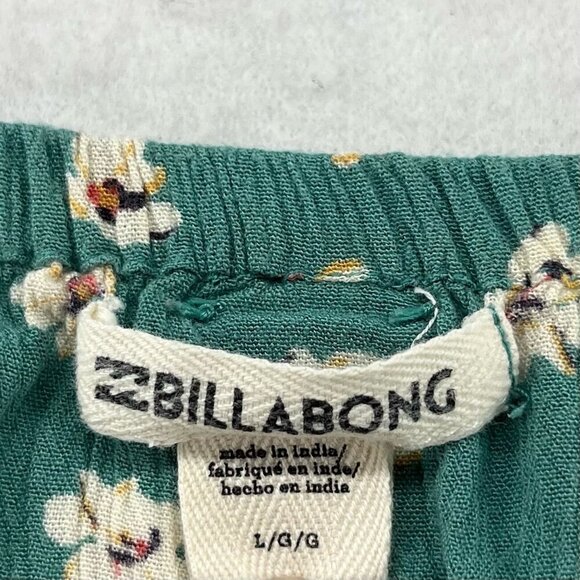 BILLABONG
made in india/
fabriqué en inde/
hecho en india
L/G/G